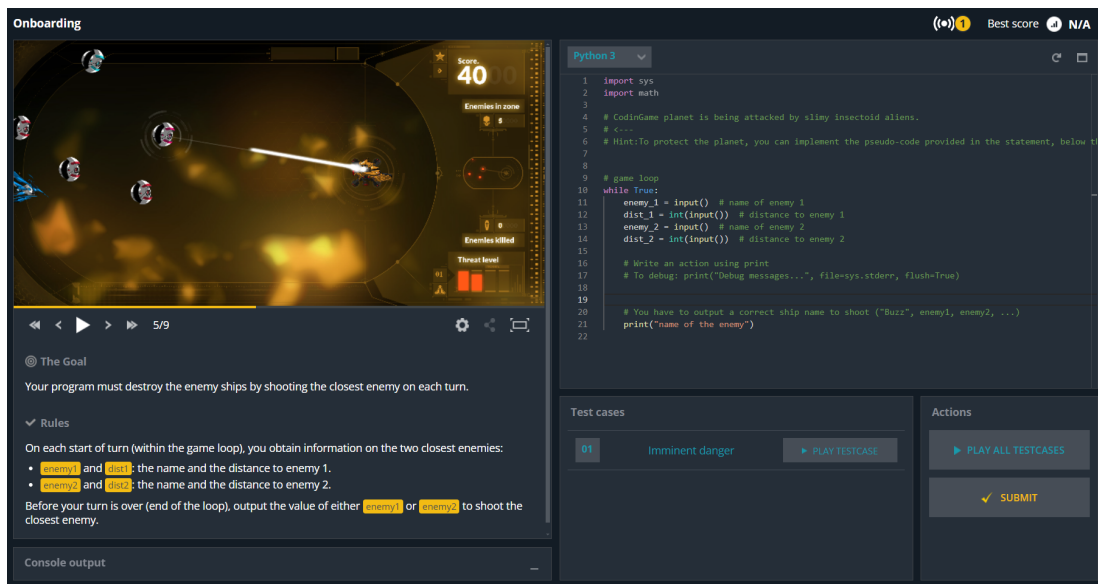 Onboarding
1
Best score
N/A
Score.
4000
Enemies in zone
5
0
Enemies killed
Threat level
01
5/9
The Goal
Your program must destroy the enemy ships by shooting the closest enemy on each turn.
Rules
On each start of turn (within the game loop), you obtain information on the two closest enemies:
• enemy1 and dist1: the name and the distance to enemy 1.
• enemy2 and dist2: the name and the distance to enemy 2.
Before your turn is over (end of the loop), output the value of either enemy1 or enemy2 to shoot the
closest enemy.
Console output
Python 3
1 import sys
2 import math
3
4 # CodinGame planet is being attacked by slimy insectoid aliens.
5 # <---
6 # Hint:To protect the planet, you can implement the pseudo-code provided in the statement, below th
7
8
9 # game loop
10 while True:
11 enemy_1 = input()  # name of enemy 1
12 dist_1 = int(input())  # distance to enemy 1
13 enemy_2 = input()  # name of enemy 2
14 dist_2 = int(input())  # distance to enemy 2
15
16 # Write an action using print
17 # To debug: print("Debug messages...", file=sys.stderr, flush=True)
18
19
20 # You have to output a correct ship name to shoot ("Buzz", enemy1, enemy2, ...)
21 print("name of the enemy")
22
Test cases
01 Imminent danger PLAY TESTCASE
Actions
PLAY ALL TESTCASES
SUBMIT